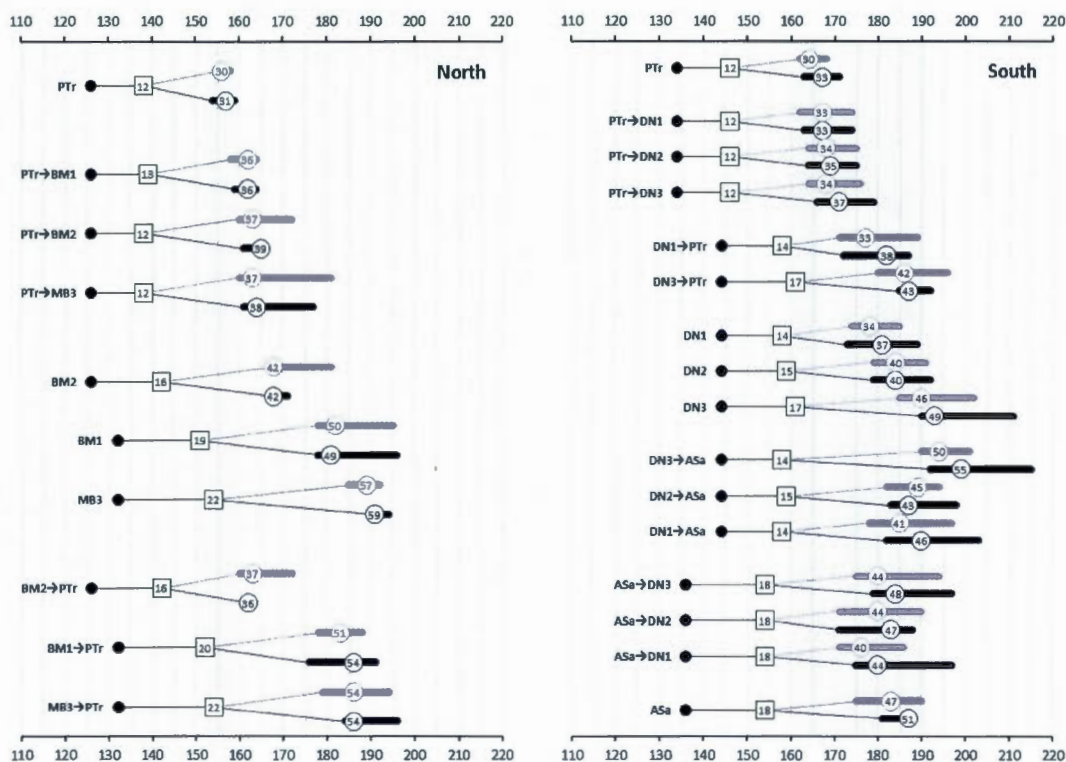 110 120 130 140 150 160 170 180 190 200 210 220
North
30
PTr 12
31
36
PTr→BM1 13
36
37
PTr→BM2 12
39
37
PTr→MB3 12
38
42
BM2 16
42
50
BM1 19
49
57
MB3 22
59
37
BM2→PTr 16
36
51
BM1→PTr 20
54
54
MB3→PTr 22
54
110 120 130 140 150 160 170 180 190 200 210 220
110 120 130 140 150 160 170 180 190 200 210 220
South
30
PTr 12
33
33
PTr→DN1 12
33
34
PTr→DN2 12
35
34
PTr→DN3 12
37
33
DN1→PTr 14
38
42
DN3→PTr 17
43
34
DN1 14
37
40
DN2 15
40
46
DN3 17
49
50
DN3→ASa 14
55
45
DN2→ASa 15
43
41
DN1→ASa 14
46
44
ASa→DN3 18
48
44
ASa→DN2 18
47
40
ASa→DN1 18
44
47
ASa 18
51
110 120 130 140 150 160 170 180 190 200 210 220